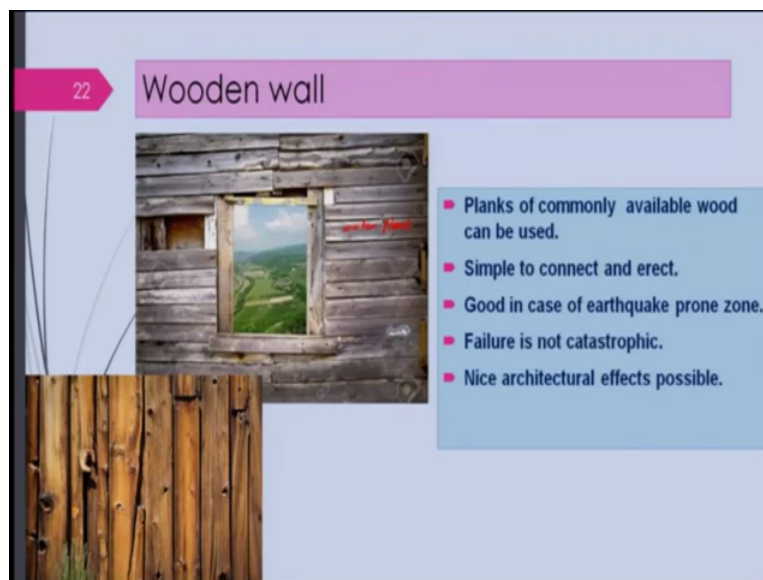 22
Wooden wall
Planks of commonly available wood
can be used.
Simple to connect and erect.
Good in case of earthquake prone zone.
Failure is not catastrophic.
Nice architectural effects possible.